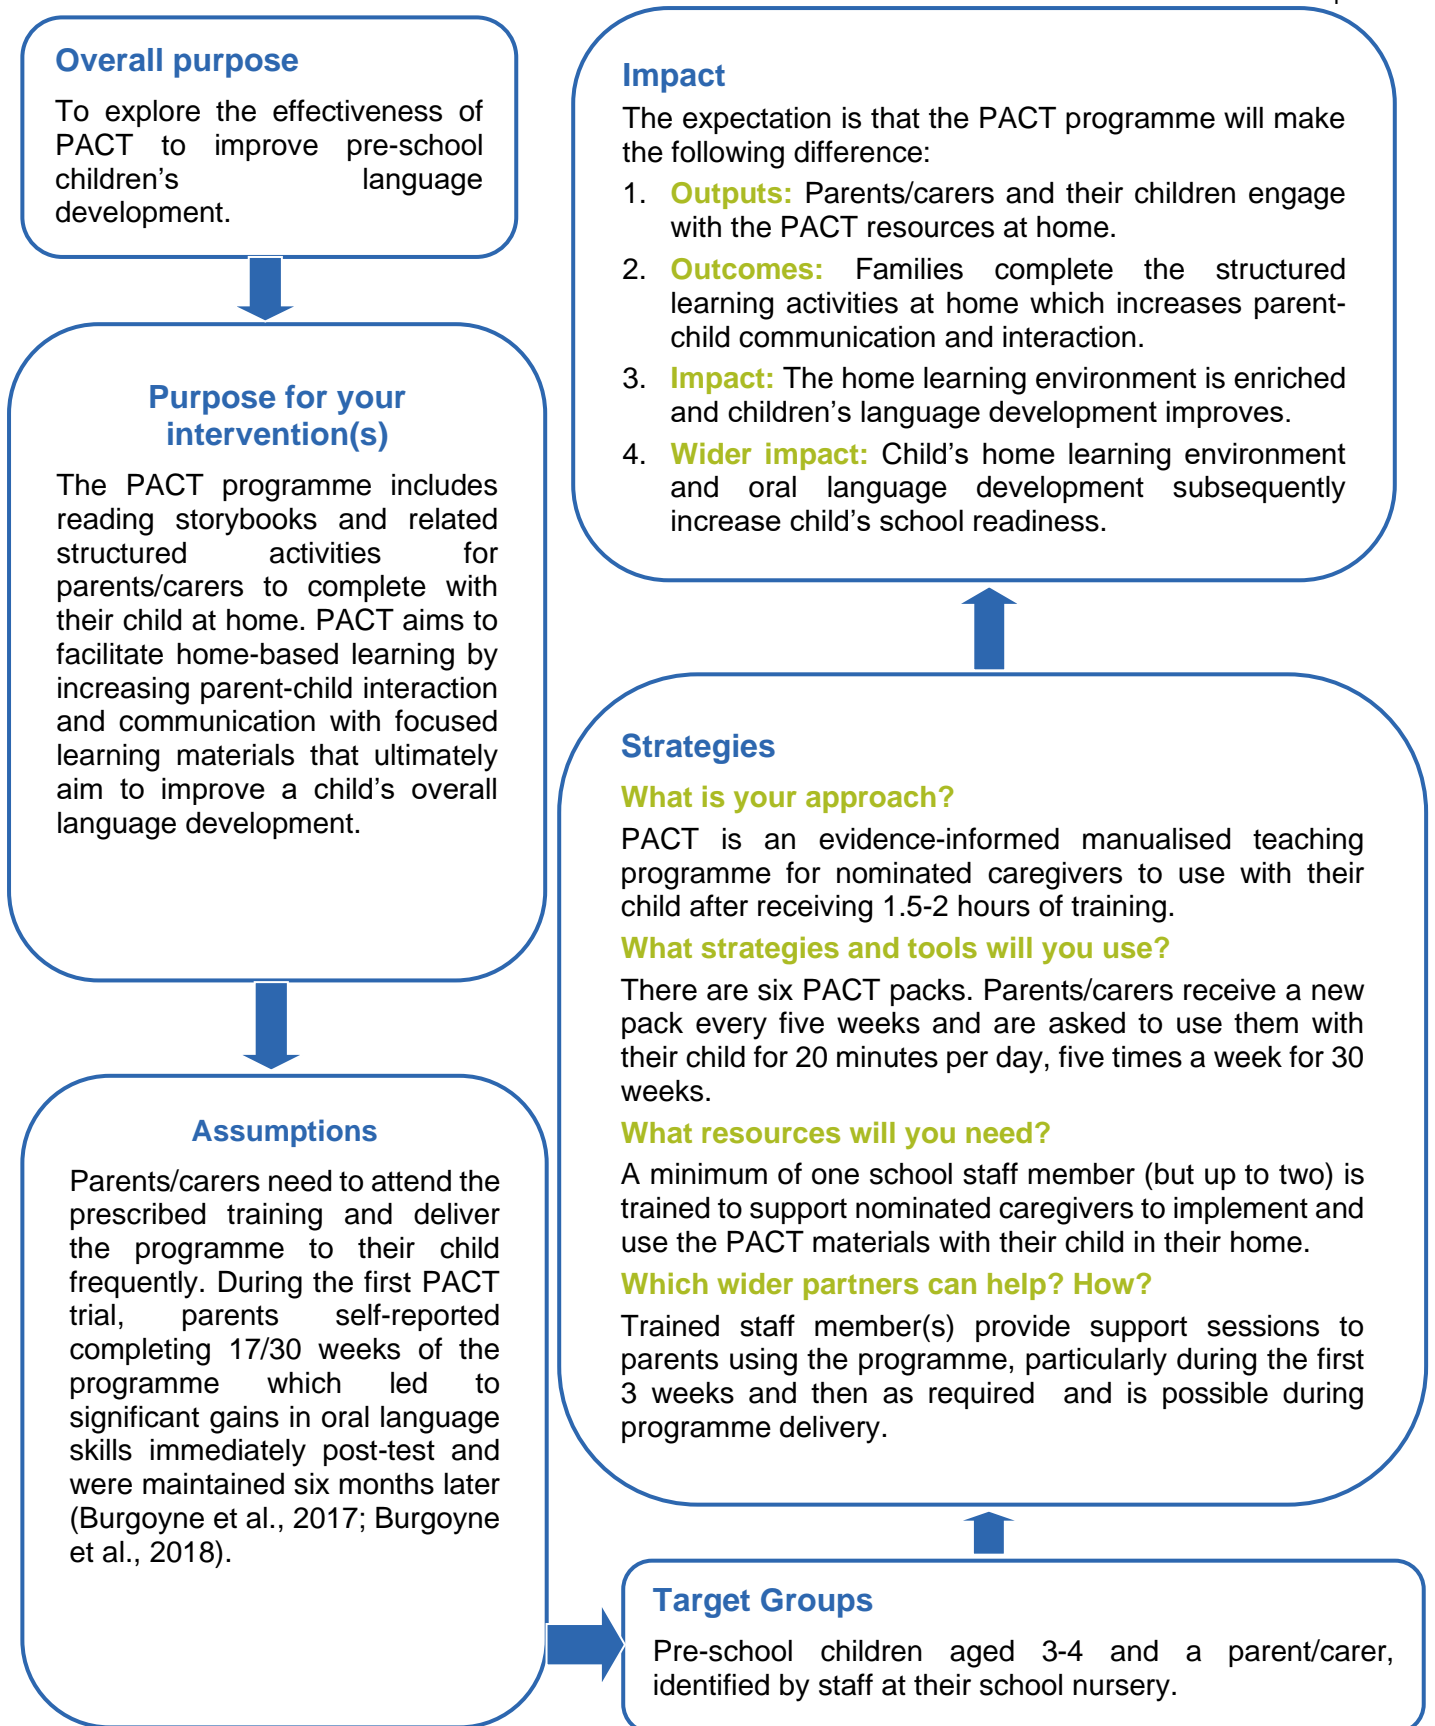 Overall purpose
To explore the effectiveness of
PACT to improve pre-school
children's language
development.
Purpose for your
intervention(s)
The PACT programme includes
reading storybooks and related
structured activities for
parents/carers to complete with
their child at home. PACT aims to
facilitate home-based learning by
increasing parent-child interaction
and communication with focused
learning materials that ultimately
aim to improve a child's overall
language development.
Assumptions
Parents/carers need to attend the
prescribed training and deliver
the programme to their child
frequently. During the first PACT
trial, parents self-reported
completing 17/30 weeks of the
programme which led to
significant gains in oral language
skills immediately post-test and
were maintained six months later
(Burgoyne et al., 2017; Burgoyne
et al., 2018).
Target Groups
Pre-school children aged 3-4 and a parent/carer,
identified by staff at their school nursery.
Strategies
What is your approach?
PACT is an evidence-informed manualised teaching
programme for nominated caregivers to use with their
child after receiving 1.5-2 hours of training.
What strategies and tools will you use?
There are six PACT packs. Parents/carers receive a new
pack every five weeks and are asked to use them with
their child for 20 minutes per day, five times a week for 30
weeks.
What resources will you need?
A minimum of one school staff member (but up to two) is
trained to support nominated caregivers to implement and
use the PACT materials with their child in their home.
Which wider partners can help? How?
Trained staff member(s) provide support sessions to
parents using the programme, particularly during the first
3 weeks and then as required and is possible during
programme delivery.
Impact
The expectation is that the PACT programme will make
the following difference:
1. Outputs: Parents/carers and their children engage
with the PACT resources at home.
2. Outcomes: Families complete the structured
learning activities at home which increases parent-
child communication and interaction.
3. Impact: The home learning environment is enriched
and children's language development improves.
4. Wider impact: Child's home learning environment
and oral language development subsequently
increase child's school readiness.